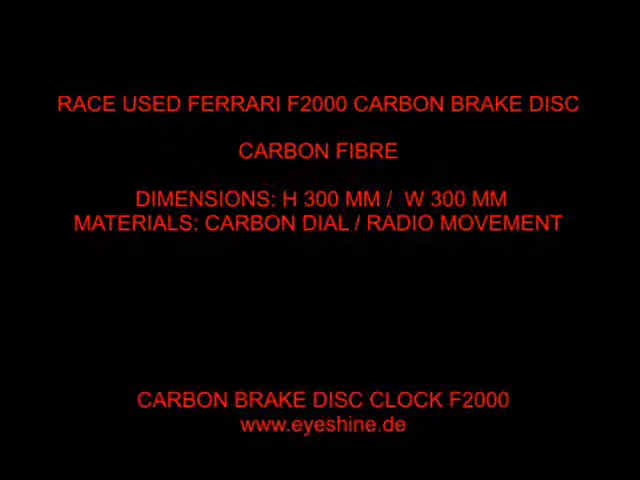 RACE USED FERRARI F2000 CARBON BRAKE DISC
CARBON FIBRE
DIMENSIONS: H 300 MM /  W 300 MM
MATERIALS: CARBON DIAL / RADIO MOVEMENT
CARBON BRAKE DISC CLOCK F2000
www.eyeshine.de